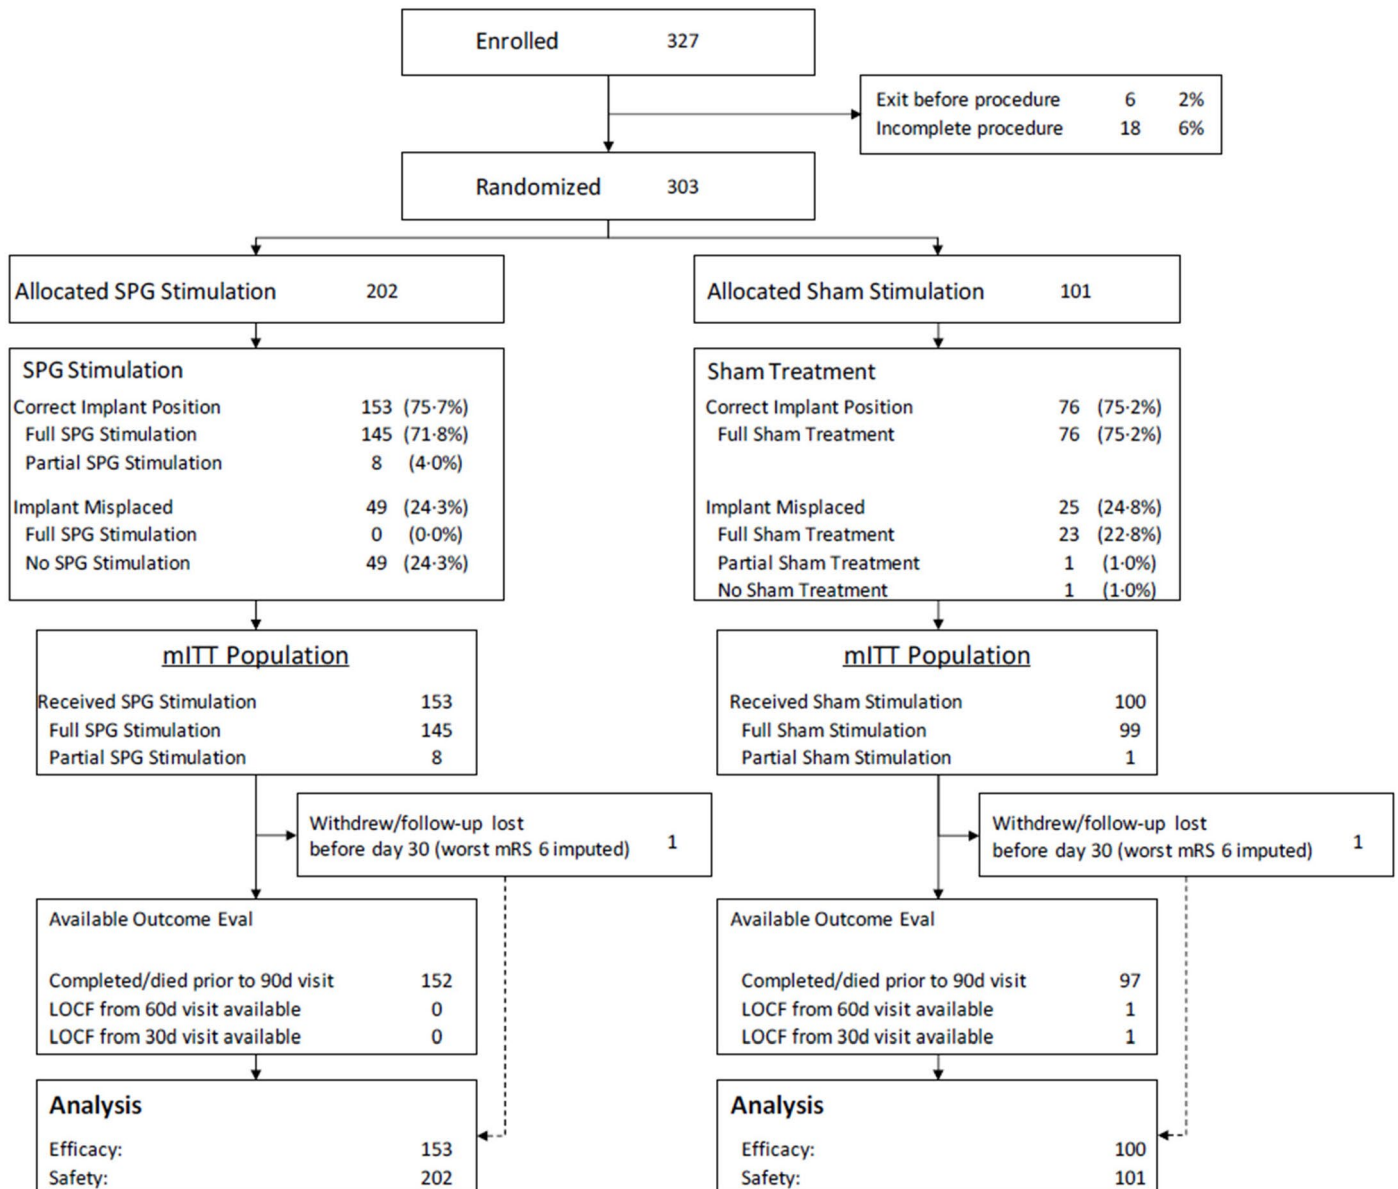 Enrolled 327
Exit before procedure 6 2%
Incomplete procedure 18 6%
Randomized 303
Allocated SPG Stimulation 202
Allocated Sham Stimulation 101
SPG Stimulation
Correct Implant Position 153 (75·7%)
Full SPG Stimulation 145 (71·8%)
Partial SPG Stimulation 8 (4·0%)
Implant Misplaced 49 (24·3%)
Full SPG Stimulation 0 (0·0%)
No SPG Stimulation 49 (24·3%)
Sham Treatment
Correct Implant Position 76 (75·2%)
Full Sham Treatment 76 (75·2%)
Implant Misplaced 25 (24·8%)
Full Sham Treatment 23 (22·8%)
Partial Sham Treatment 1 (1·0%)
No Sham Treatment 1 (1·0%)
mITT Population
Received SPG Stimulation 153
Full SPG Stimulation 145
Partial SPG Stimulation 8
mITT Population
Received Sham Stimulation 100
Full Sham Stimulation 99
Partial Sham Stimulation 1
Withdrew/follow-up lost
before day 30 (worst mRS 6 imputed) 1
Withdrew/follow-up lost
before day 30 (worst mRS 6 imputed) 1
Available Outcome Eval
Completed/died prior to 90d visit 152
LOCF from 60d visit available 0
LOCF from 30d visit available 0
Available Outcome Eval
Completed/died prior to 90d visit 97
LOCF from 60d visit available 1
LOCF from 30d visit available 1
Analysis
Efficacy: 153
Safety: 202
Analysis
Efficacy: 100
Safety: 101